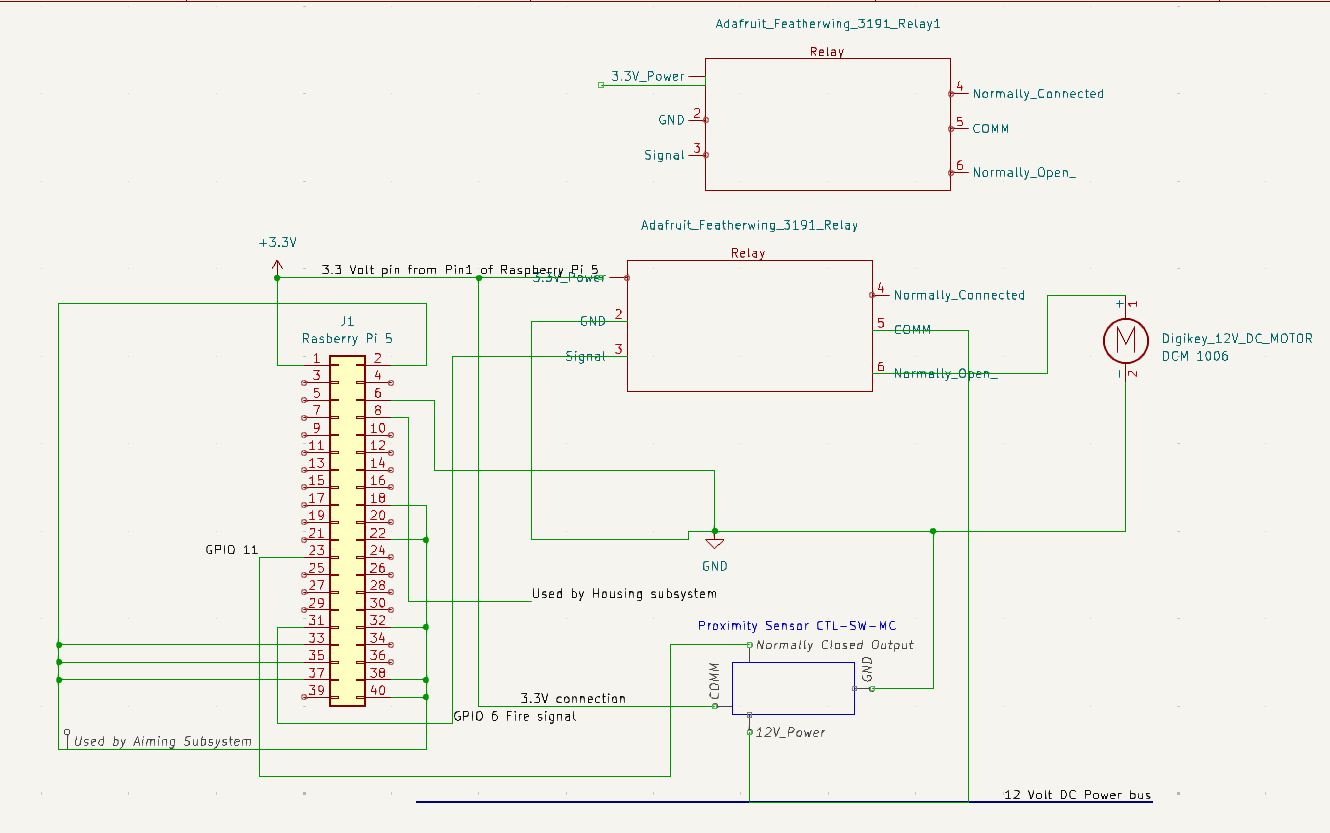 Adafruit_Featherwing_3191_Relay1
Relay
3.3V_Power
4 Normally_Connected
GND 2
5 COMM
Signal 3
6 Normally_Open_
Adafruit_Featherwing_3191_Relay
+3.3V
Relay
3.3 Volt pin from Pin1 of Raspberry Pi 5
3.3V_Power
4 Normally_Connected
+ 1
J1
GND 2
5 COMM
M
Digikey_12V_DC_MOTOR
Rasberry Pi 5
DCM 1006
Signal 3
1 2
6 Normally_Open_
- 2
3 4
5 6
7 8
9 10
11 12
13 14
15 16
17 18
19 20
21 22
GPIO 11
23 24
GND
25 26
27 28
Used by Housing subsystem
29 30
31 32
Proximity Sensor CTL-SW-MC
33 34
Normally Closed Output
35 36
COMM
GND
37 38
39 40
3.3V connection
GPIO 6 Fire signal
12V_Power
Used by Aiming Subsystem
12 Volt DC Power bus